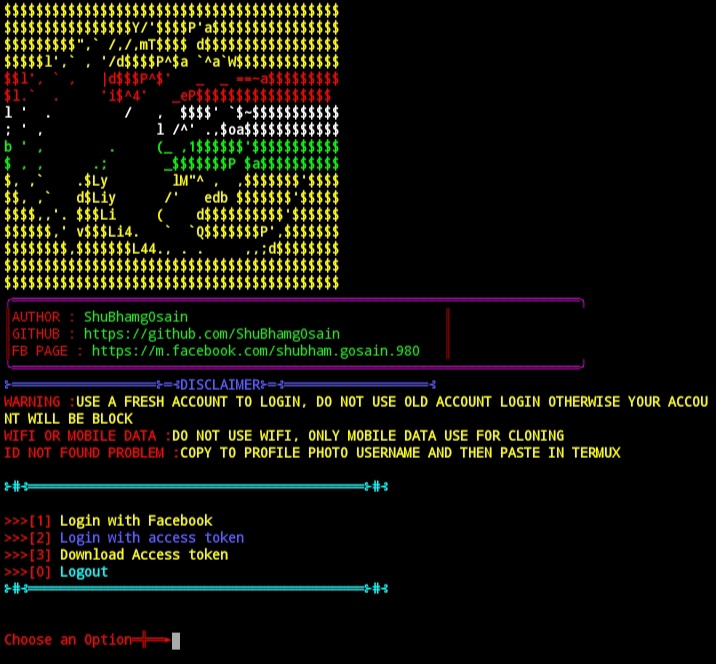 $$$$$$$$$$$$$$$$$$$$$$$$$$$$$$$$$$$$$$$$$$
$$$$$$$$$$$$$$$$Y/'$$$$P'a$$$$$$$$$$$$$$$$
$$$$$$$$$",` /,/,mT$$$$ d$$$$$$$$$$$$$$$$$
$$$$$l',` , '/d$$$$P^$a `^a`W$$$$$$$$$$$$$
$$l', ` , |d$$$P^$' _ _ ==~a$$$$$$$$$
$l.` . 'i$^4' _eP$$$$$$$$$$$$$$$$$
l ' . / , $$$$' `$~$$$$$$$$$$$
; ' , l /^' .,$oa$$$$$$$$$$$$
b ' , . (_ ,1$$$$$$'$$$$$$$$$$$
$ , , .; _$$$$$$$P $a$$$$$$$$$$
$, ,` .$Ly lM"^ , ,$$$$$$$'$$$$
$$, ,` d$Liy /' edb $$$$$$$'$$$$$
$$$$,,'. $$$Li ( d$$$$$$$$$$'$$$$$$
$$$$$$,' v$$$Li4. ` `Q$$$$$$$P',$$$$$$
$$$$$$$$,$$$$$$$L44., . . ,,;d$$$$$$$
$$$$$$$$$$$$$$$$$$$$$$$$$$$$$$$$$$$$$$$$$$
$$$$$$$$$$$$$$$$$$$$$$$$$$$$$$$$$$$$$$$$$$
AUTHOR : ShuBhamg0sain
GITHUB : https://github.com/ShuBhamg0sain
FB PAGE : https://m.facebook.com/shubham.gosain.980
DISCLAIMER
WARNING :USE A FRESH ACCOUNT TO LOGIN, DO NOT USE OLD ACCOUNT LOGIN OTHERWISE YOUR ACCOU
NT WILL BE BLOCK
WIFI OR MOBILE DATA :DO NOT USE WIFI, ONLY MOBILE DATA USE FOR CLONING
ID NOT FOUND PROBLEM :COPY TO PROFILE PHOTO USERNAME AND THEN PASTE IN TERMUX
>>>[1] Login with Facebook
>>>[2] Login with access token
>>>[3] Download Access token
>>>[0] Logout
Choose an Option